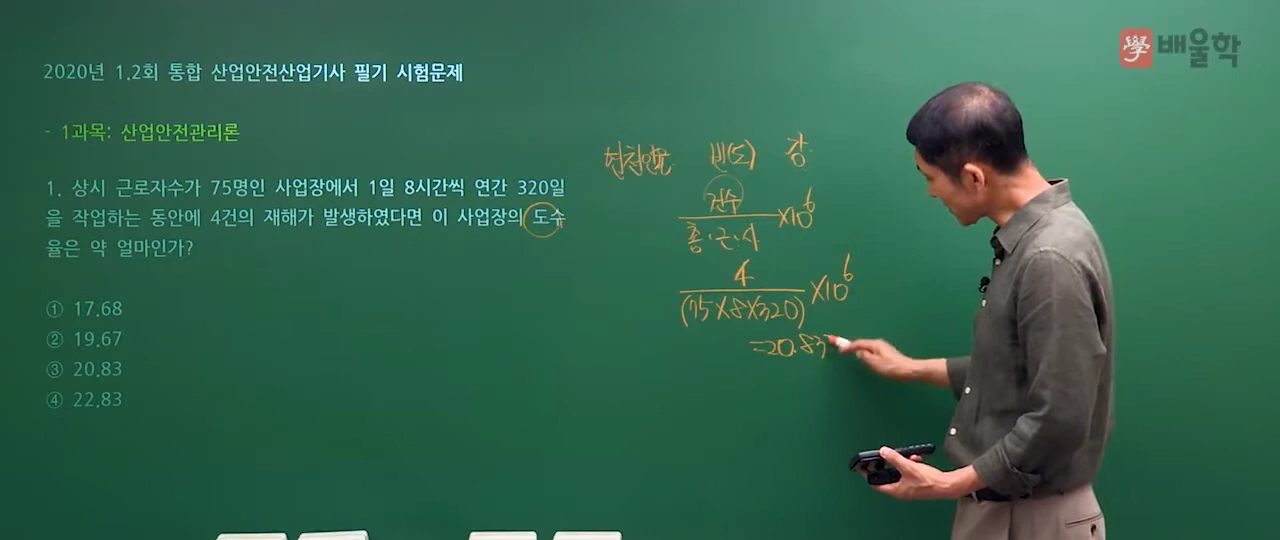 學 배울학
2020년 1.2회 통합 산업안전산업기사 필기 시험문제
- 1과목: 산업안전관리론
1. 상시 근로자수가 75명인 사업장에서 1일 8시간씩 연간 320일
을 작업하는 동안에 4건의 재해가 발생하였다면 이 사업장의 도수
율은 약 얼마인가?
① 17.68
② 19.67
③ 20.83
④ 22.83
빈(도) 강
건수
총·근·시 ×10⁶
4
(75×8×320) ×10⁶
=20.83